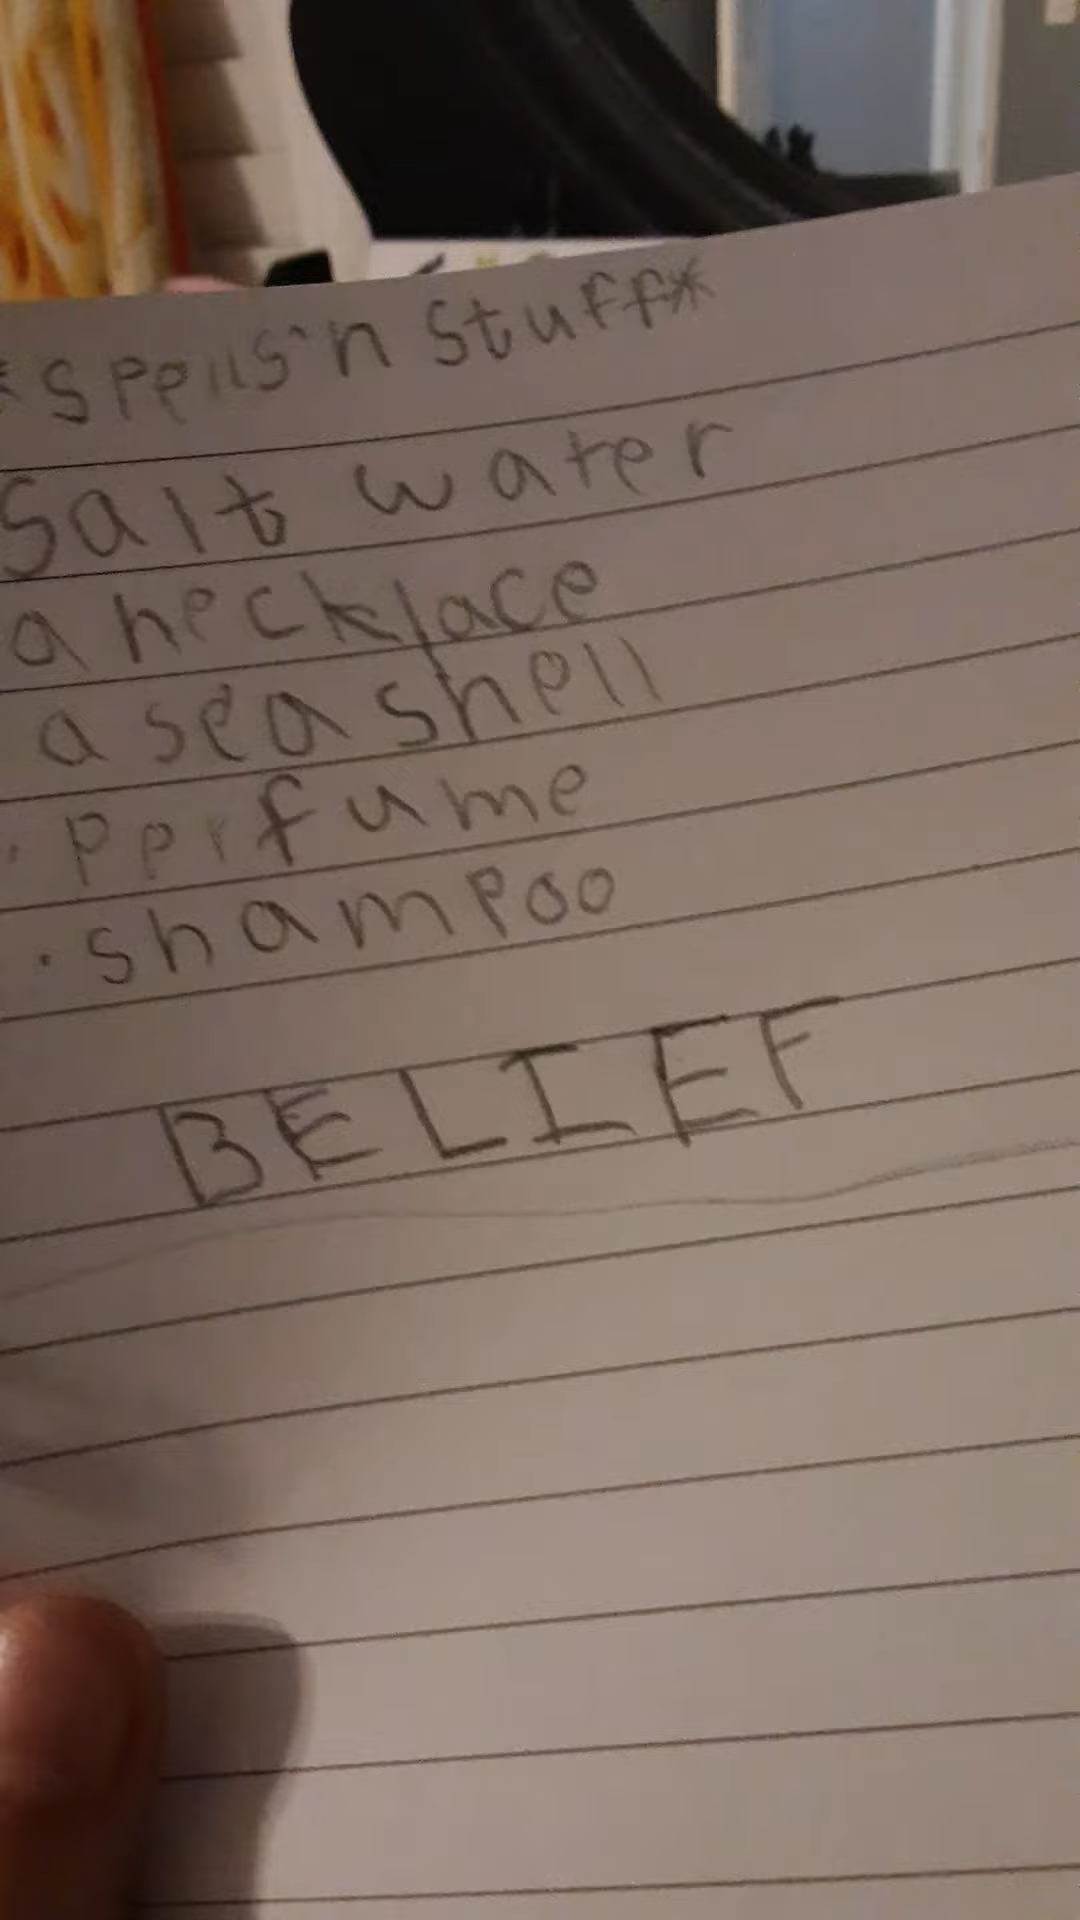 *spells'n stuff*
Salt water
a necklace
a seashell
· perfume
· shampoo
BELIEF